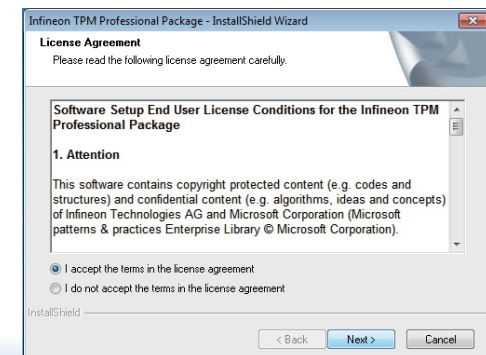 Infineon TPM Professional Package - InstallShield Wizard
License Agreement
Please read the following license agreement carefully.
Software Setup End User License Conditions for the Infineon TPM
Professional Package
1. Attention
This software contains copyright protected content (e.g. codes and
structures) and confidential content (e.g. algorithms, ideas and concepts)
of Infineon Technologies AG and Microsoft Corporation (Microsoft
patterns & practices Enterprise Library © Microsoft Corporation).
I accept the terms in the license agreement
I do not accept the terms in the license agreement
InstallShield
< Back
Next >
Cancel